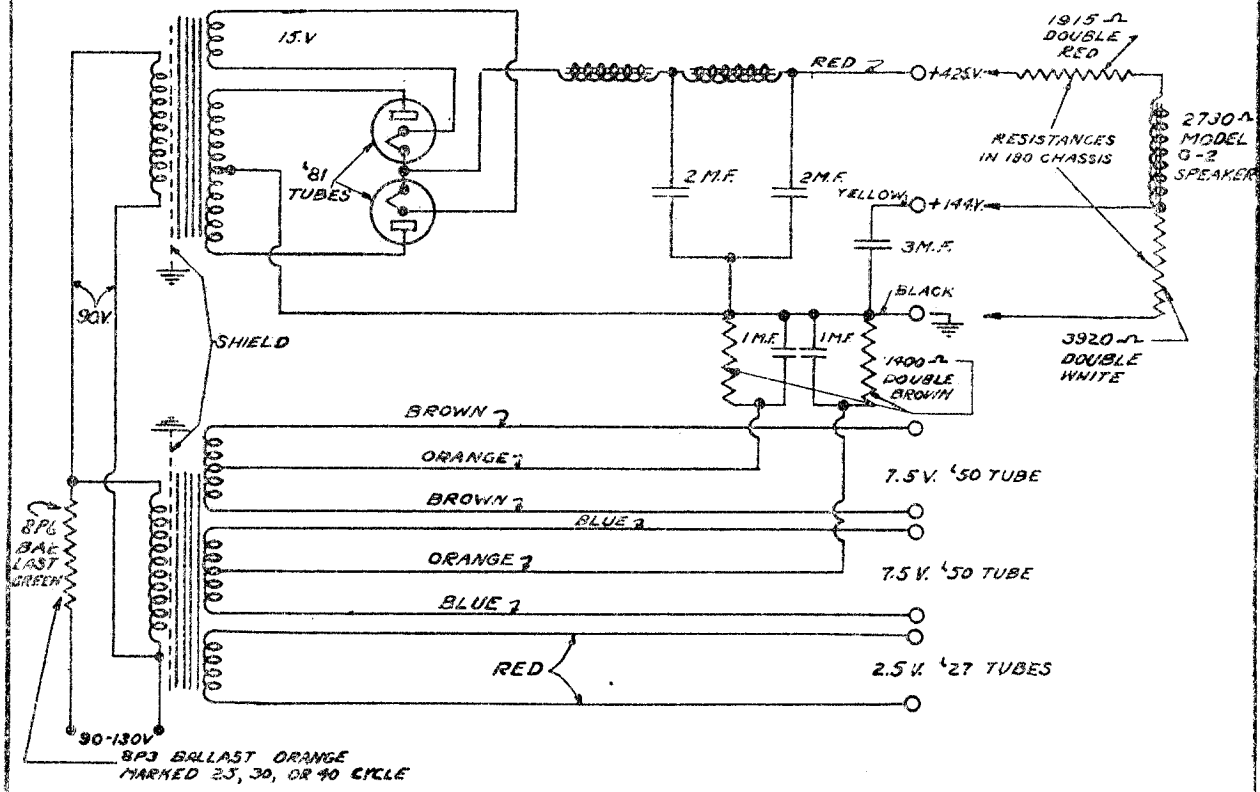 15.V
1915 Ω
DOUBLE
RED
RED
+425V.
RESISTANCES
IN 180 CHASSIS
2730 Ω
MODEL
G-2
SPEAKER
'81
TUBES
2 M.F.
2 M.F.
YELLOW
+144V.
3 M.F.
90V.
SHIELD
BLACK
1 M.F.
1 M.F.
1400 Ω
DOUBLE
BROWN
3920 Ω
DOUBLE
WHITE
BROWN
ORANGE
7.5 V. '50 TUBE
BROWN
BLUE
8P6
BAL
LAST
GREEN
ORANGE
7.5 V. '50 TUBE
BLUE
RED
2.5 V. '27 TUBES
90-130V
8P3 BALLAST ORANGE
MARKED 25, 30, OR 40 CYCLE